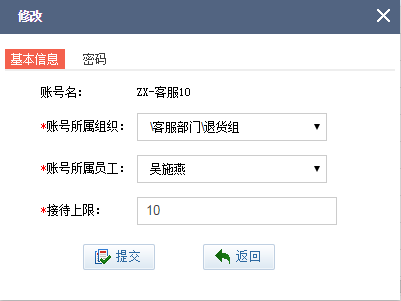 修改
基本信息 密码
账号名： ZX-客服10
*账号所属组织： \客服部门\退货组
*账号所属员工： 吴施燕
*接待上限： 10
提交 返回